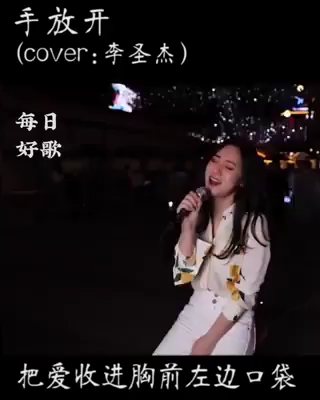 手放开
(cover:李圣杰)
每日
好歌
把爱收进胸前左边口袋